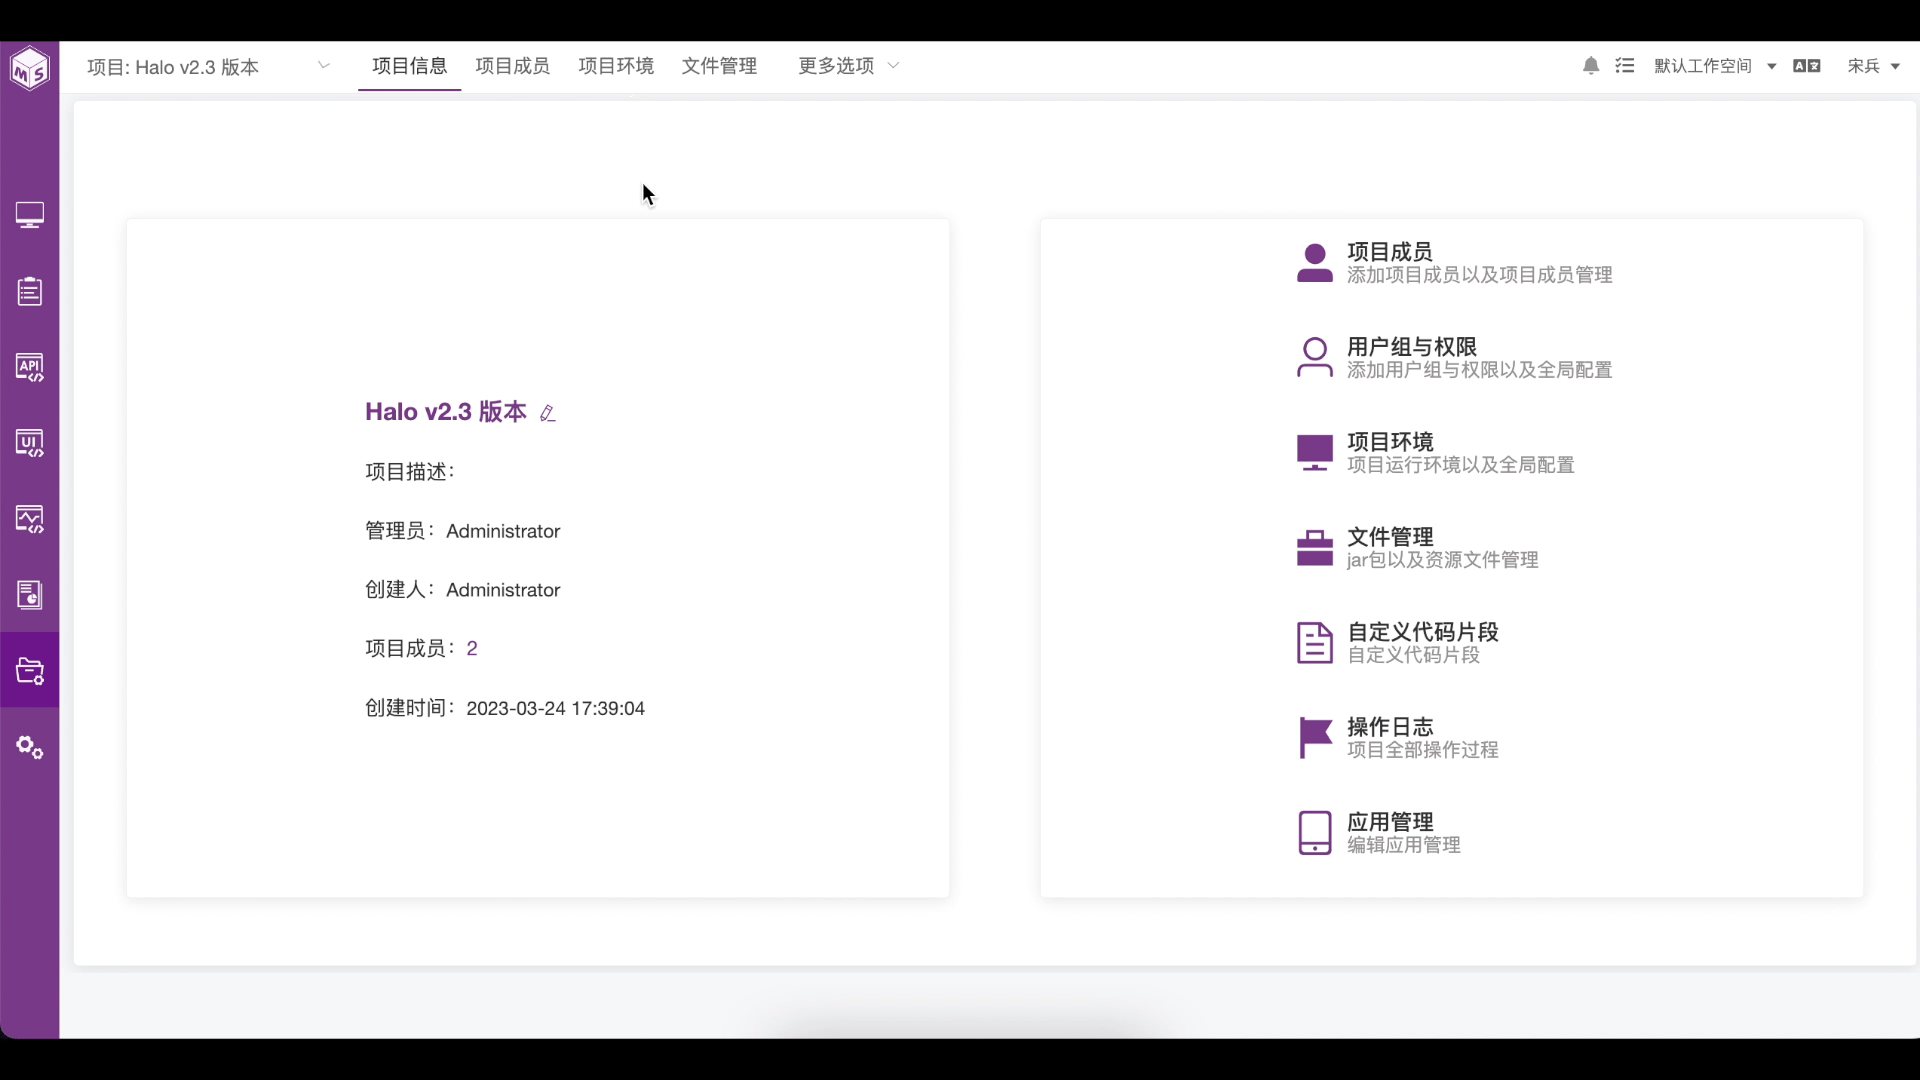 项目: Halo v2.3 版本
项目信息
项目成员
项目环境
文件管理
更多选项
默认工作空间
宋兵
MS
API
UI
Halo v2.3 版本
项目描述:
管理员: Administrator
创建人: Administrator
项目成员: 2
创建时间: 2023-03-24 17:39:04
项目成员
添加项目成员以及项目成员管理
用户组与权限
添加用户组与权限以及全局配置
项目环境
项目运行环境以及全局配置
文件管理
jar包以及资源文件管理
自定义代码片段
自定义代码片段
操作日志
项目全部操作过程
应用管理
编辑应用管理